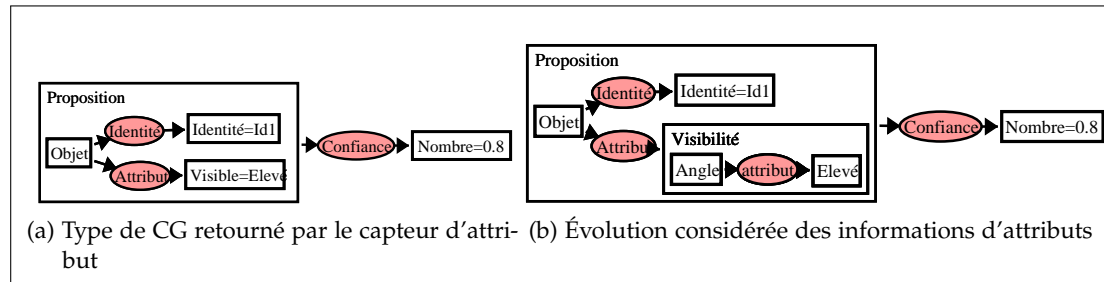 Proposition
Identité
Identité=Id1
Objet
Attribut
Visible=Elevé
Confiance
Nombre=0.8
(a) Type de CG retourné par le capteur d'attri-
but
Proposition
Identité
Identité=Id1
Objet
Attribut
Visibilité
Angle
attribut
Elevé
Confiance
Nombre=0.8
(b) Évolution considérée des informations d'attributs